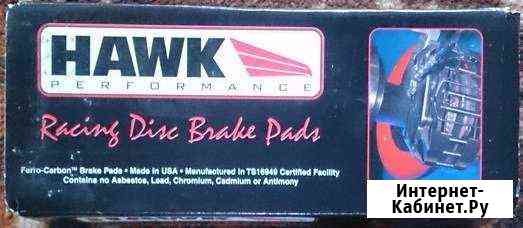 HAWK
PERFORMANCE
Racing Disc Brake Pads
Ferro-Carbon™ Brake Pads • Made in USA • Manufactured in TS16949 Certified Facility
Contains no Asbestos, Lead, Chromium, Cadmium or Antimony
Интернет-
Кабинет.Ру